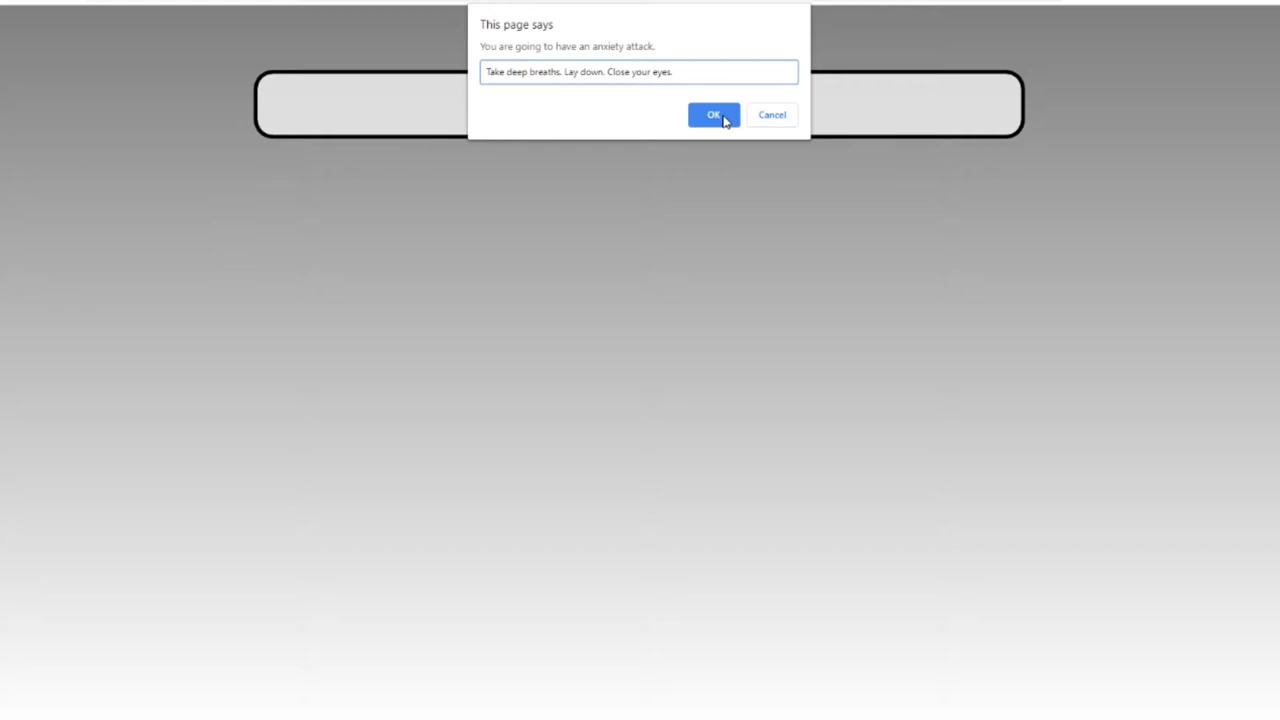 This page says
You are going to have an anxiety attack.
Take deep breaths. Lay down. Close your eyes.
OK
Cancel